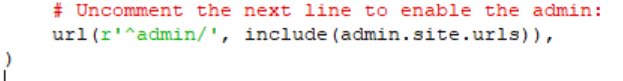 # Uncomment the next line to enable the admin:
url(r'^admin/', include(admin.site.urls)),
)